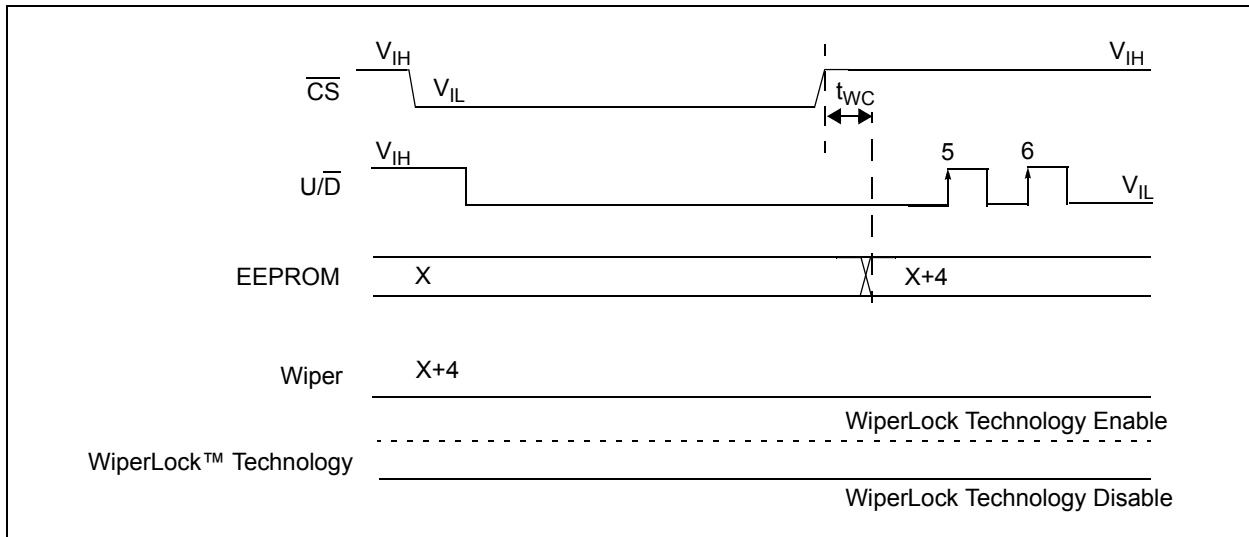 V_IH
V_IH
C̅S̅
V_IL
t_WC
V_IH
5
6
U/D̅
V_IL
EEPROM
X
X+4
Wiper
X+4
WiperLock Technology Enable
WiperLock™ Technology
WiperLock Technology Disable